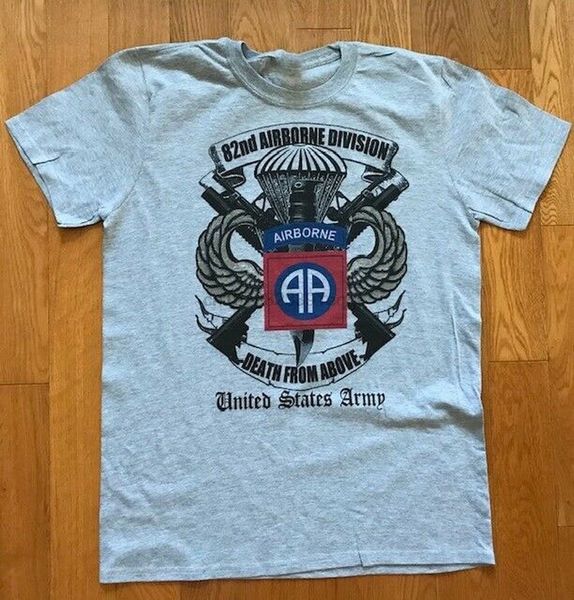 82nd AIRBORNE DIVISION
AIRBORNE
AA
DEATH FROM ABOVE
United States Army